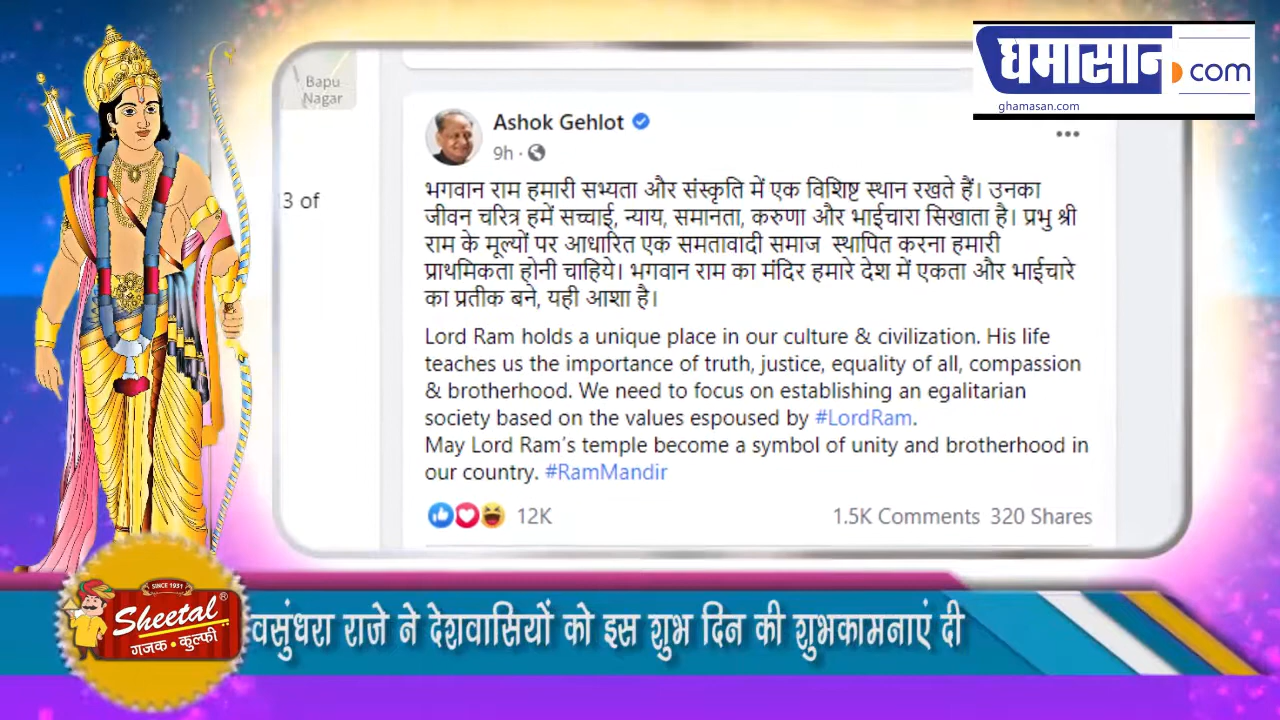 Bapu
Nagar
घमासान.com
ghamasan.com
Ashok Gehlot
9h
3 of
भगवान राम हमारी सभ्यता और संस्कृति में एक विशिष्ट स्थान रखते हैं। उनका
जीवन चरित्र हमें सच्चाई, न्याय, समानता, करुणा और भाईचारा सिखाता है। प्रभु श्री
राम के मूल्यों पर आधारित एक समतावादी समाज स्थापित करना हमारी
प्राथमिकता होनी चाहिये। भगवान राम का मंदिर हमारे देश में एकता और भाईचारे
का प्रतीक बने, यही आशा है।
Lord Ram holds a unique place in our culture & civilization. His life
teaches us the importance of truth, justice, equality of all, compassion
& brotherhood. We need to focus on establishing an egalitarian
society based on the values espoused by #LordRam.
May Lord Ram's temple become a symbol of unity and brotherhood in
our country. #RamMandir
12K 1.5K Comments 320 Shares
SINCE 1931
Sheetal®
गजक • कुल्फी
वसुंधरा राजे ने देशवासियों को इस शुभ दिन की शुभकामनाएं दी